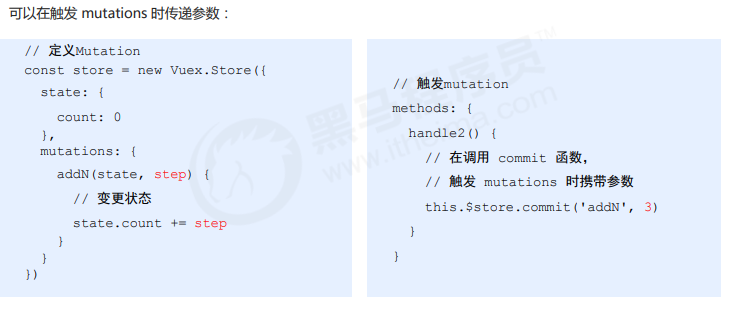 可以在触发 mutations 时传递参数：
// 定义Mutation
const store = new Vuex.Store({
state: {
count: 0
},
mutations: {
addN(state, step) {
// 变更状态
state.count += step
}
}
})
// 触发mutation
methods: {
handle2() {
// 在调用 commit 函数，
// 触发 mutations 时携带参数
this.$store.commit('addN', 3)
}
}
黑马程序员™
www.itheima.com